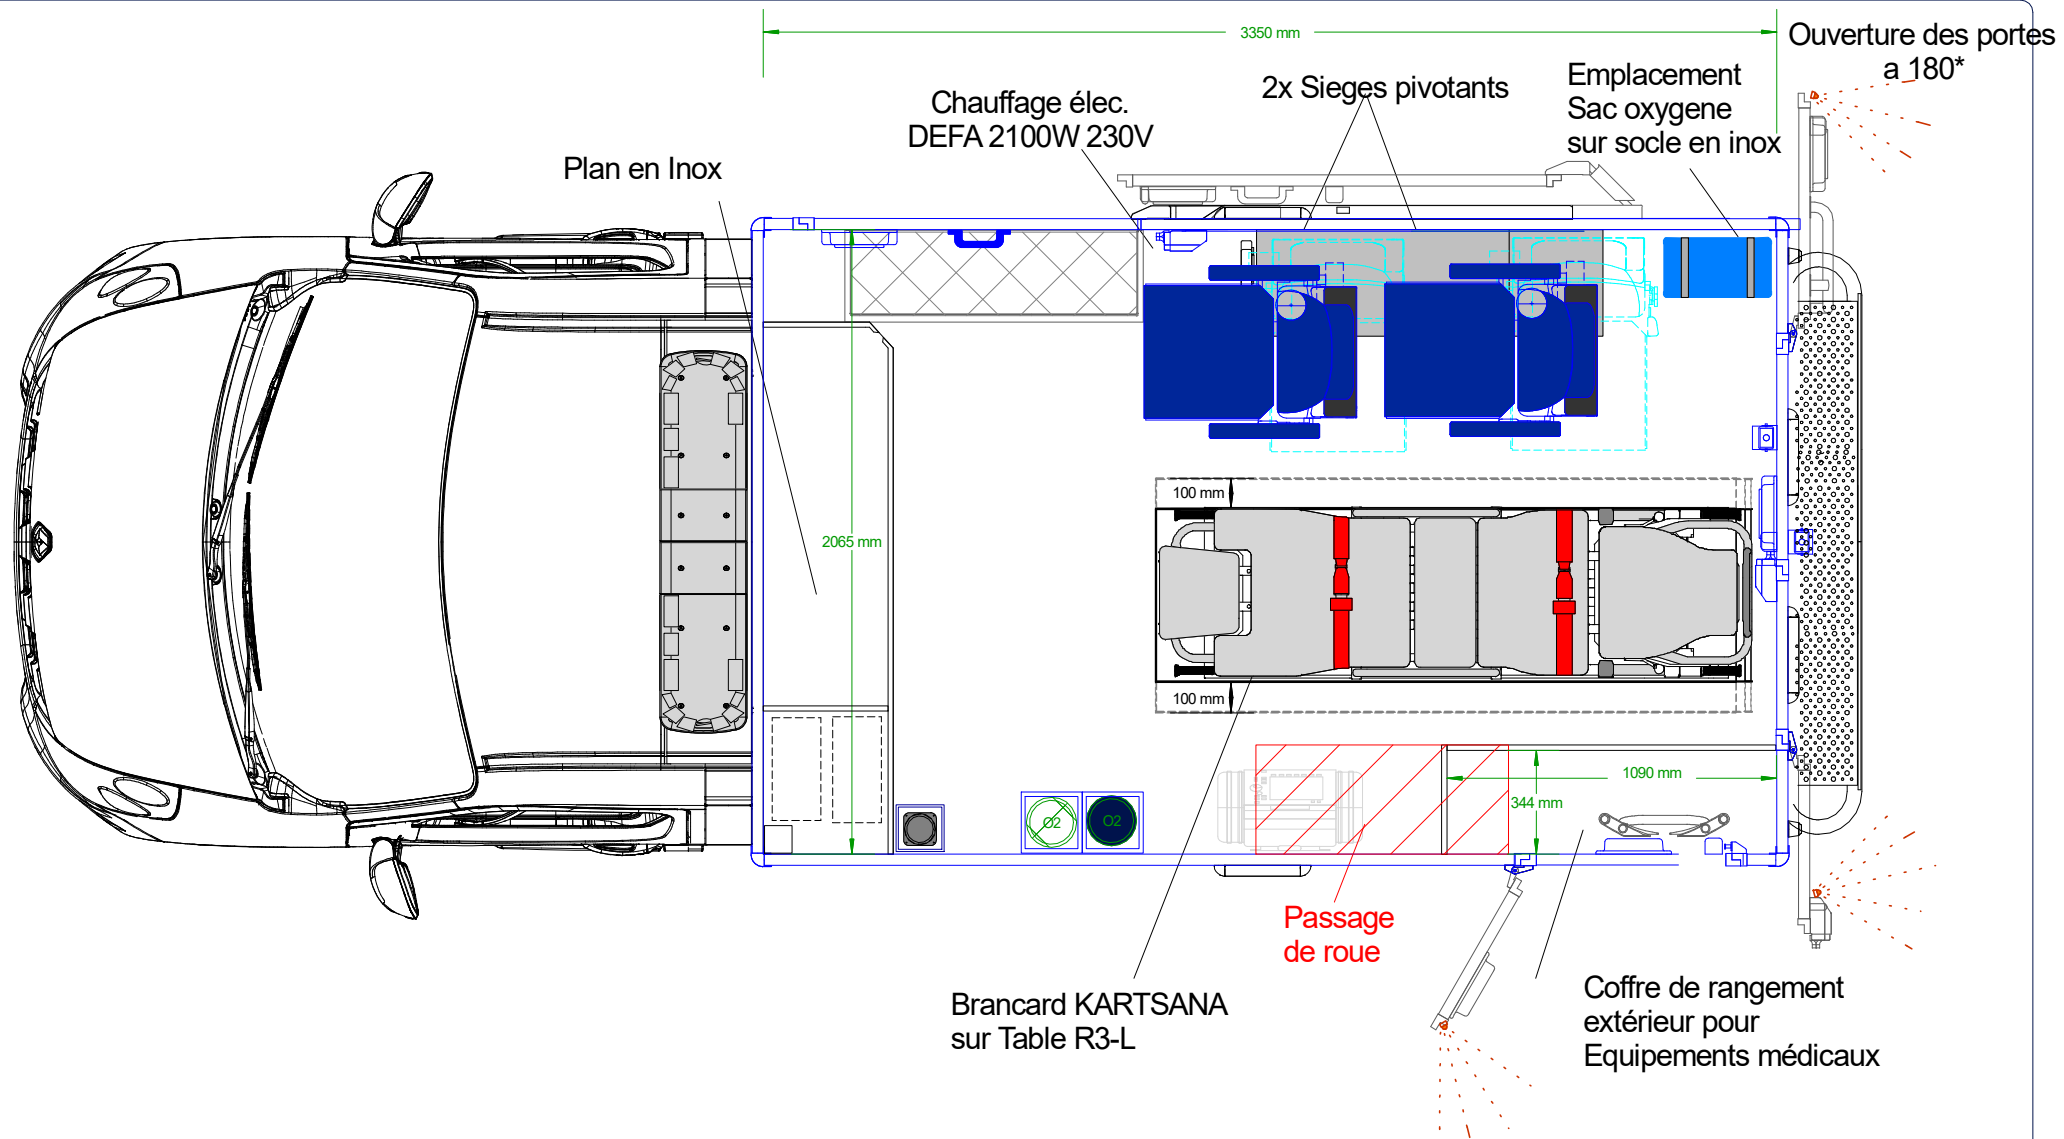 3350 mm
Ouverture des portes
a 180*
Emplacement
Sac oxygene
sur socle en inox
2x Sieges pivotants
Chauffage élec.
DEFA 2100W 230V
Plan en Inox
100 mm
2065 mm
100 mm
1090 mm
344 mm
O2
O2
Passage
de roue
Brancard KARTSANA
sur Table R3-L
Coffre de rangement
extérieur pour
Equipements médicaux